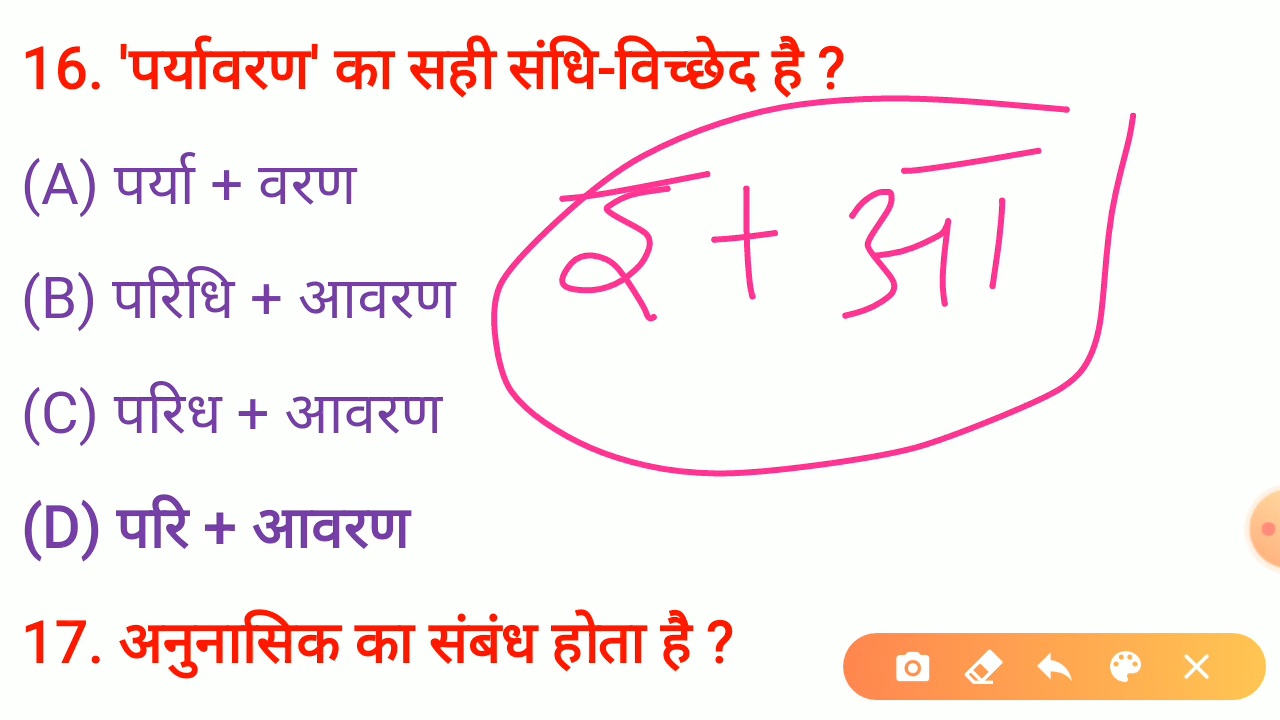 16. 'पर्यावरण' का सही संधि-विच्छेद है ?
(A) पर्या + वरण
(B) परिधि + आवरण
इ + आ
(C) परिध + आवरण
(D) परि + आवरण
17. अनुनासिक का संबंध होता है ?